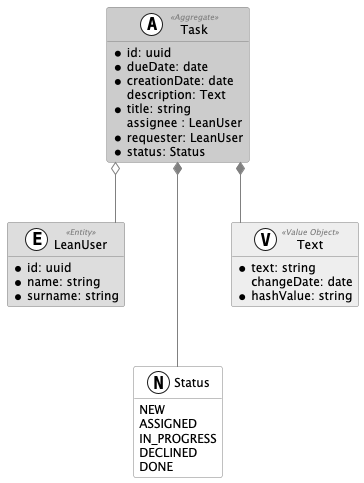 A
«Aggregate»
Task
id: uuid
dueDate: date
creationDate: date
description: Text
title: string
assignee : LeanUser
requester: LeanUser
status: Status
E
«Entity»
LeanUser
id: uuid
name: string
surname: string
V
«Value Object»
Text
text: string
changeDate: date
hashValue: string
N Status
NEW
ASSIGNED
IN_PROGRESS
DECLINED
DONE